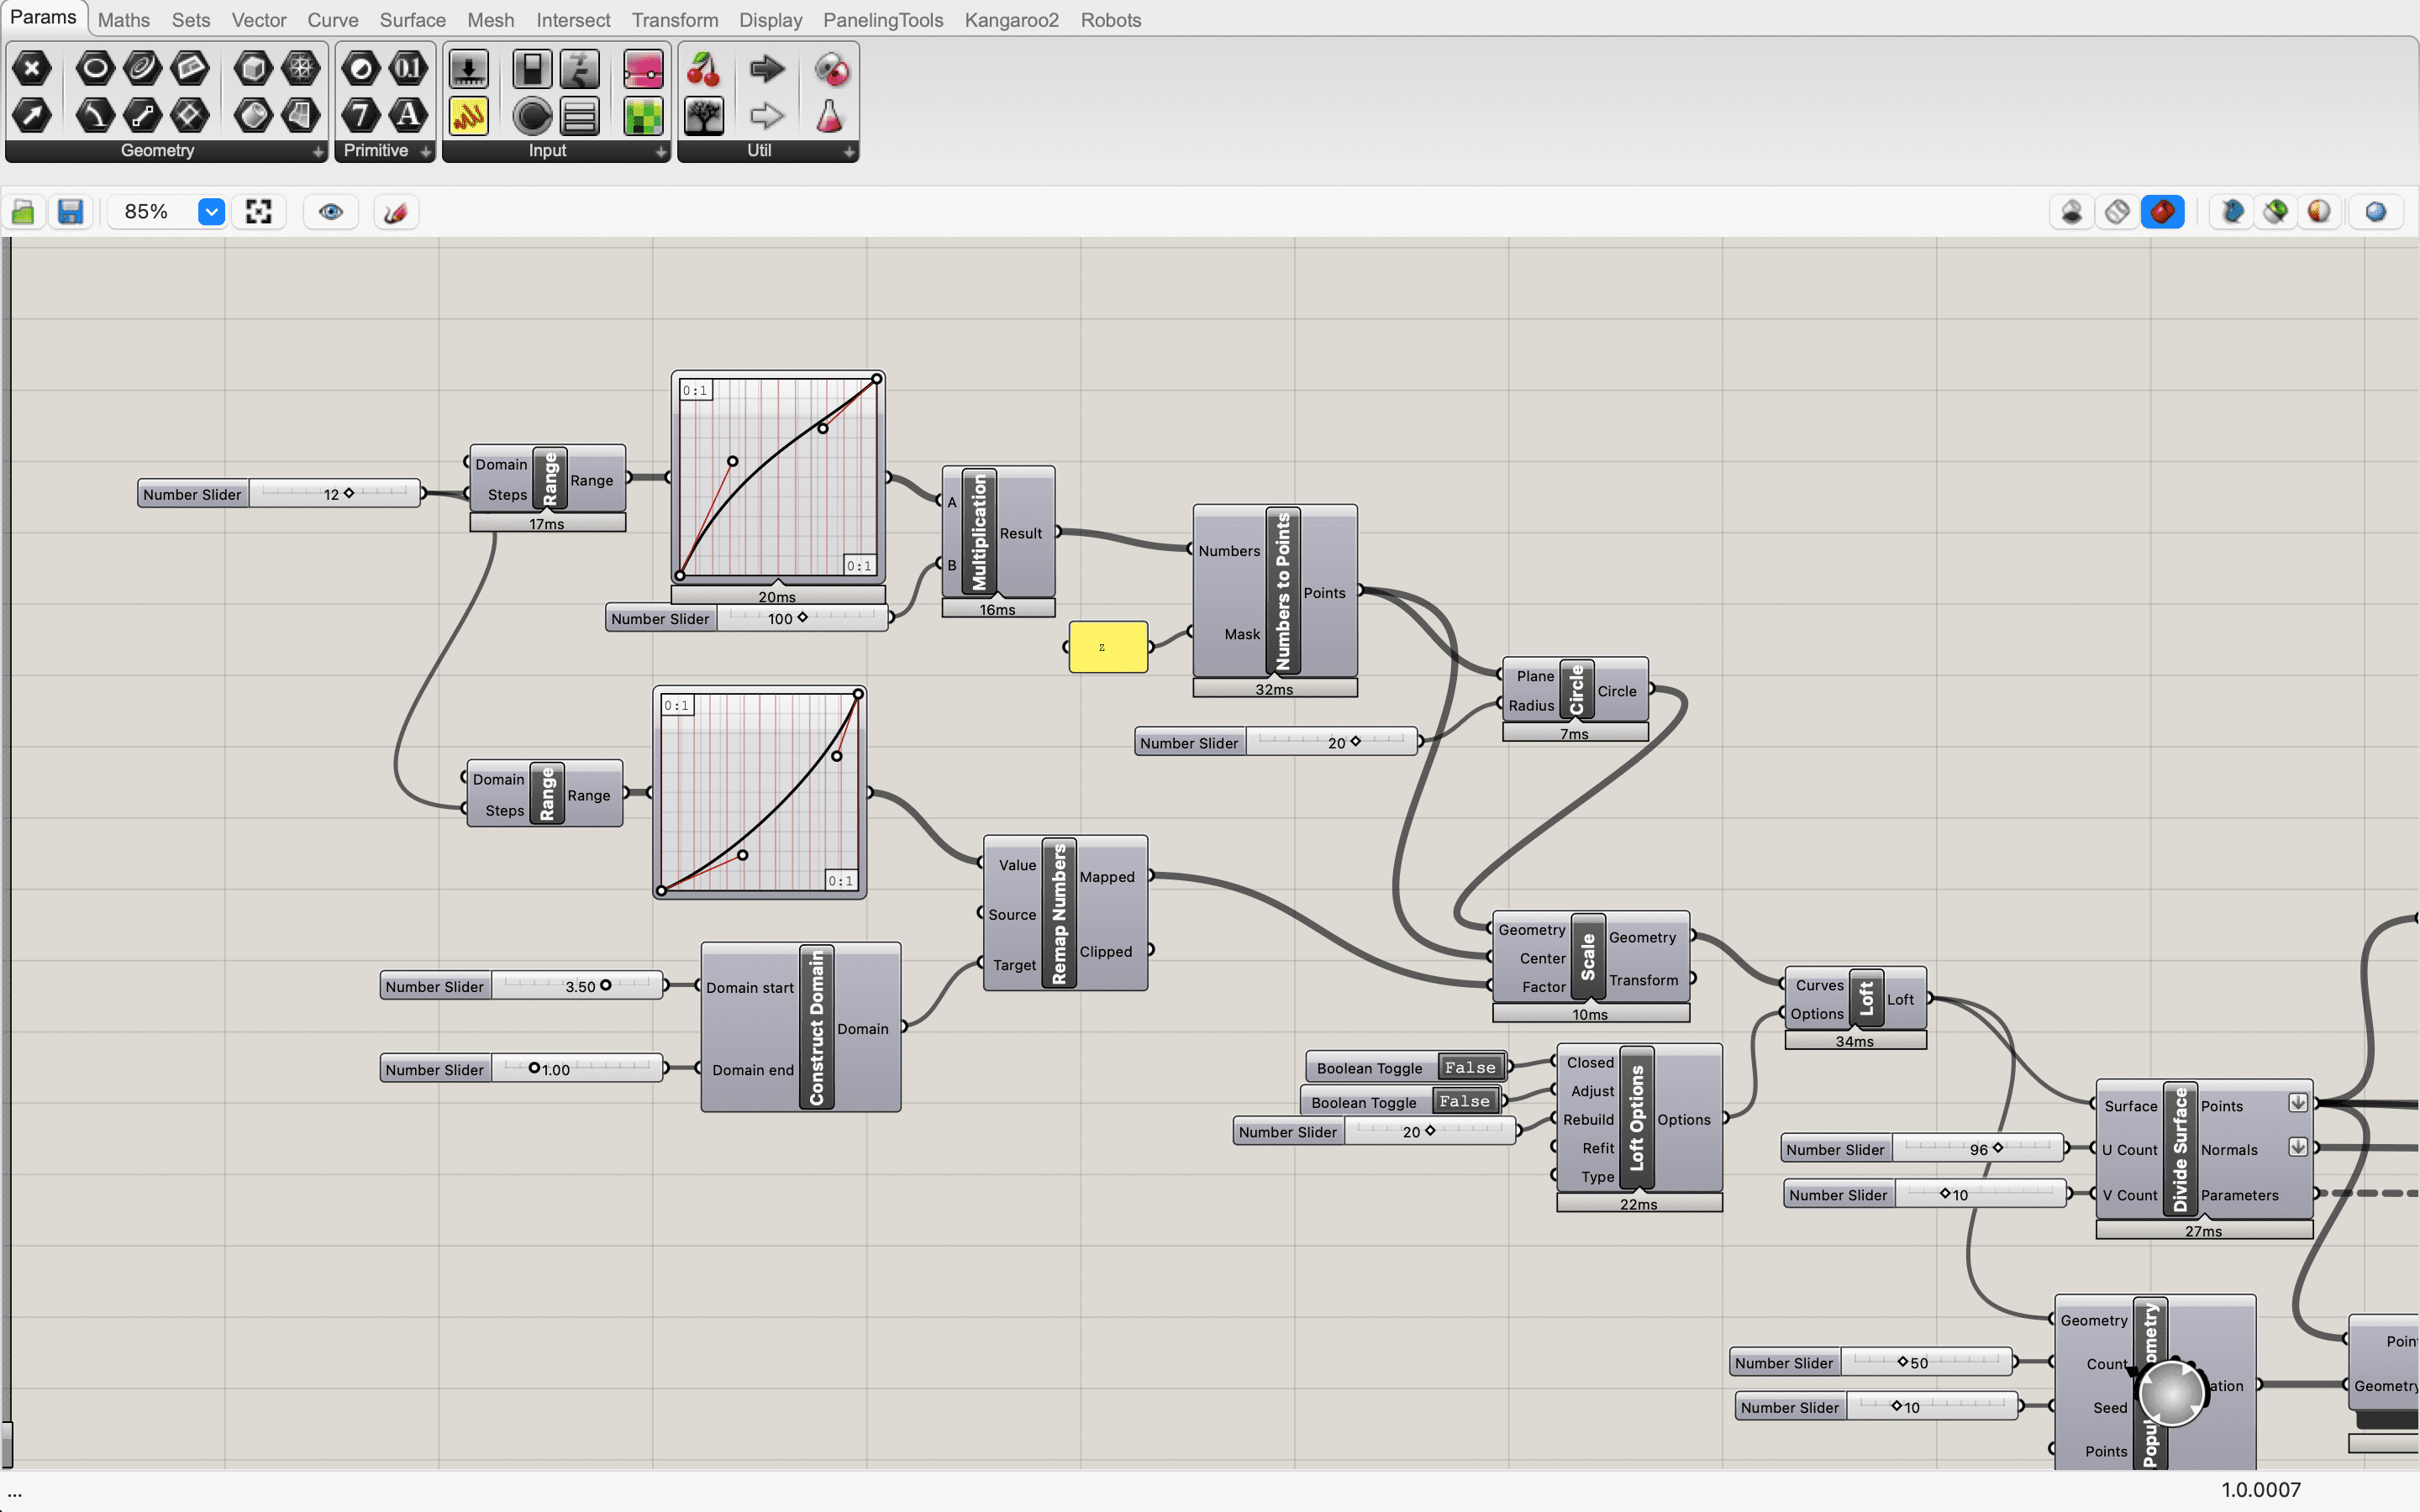 Params Maths Sets Vector Curve Surface Mesh Intersect Transform Display PanelingTools Kangaroo2 Robots
0.1
7 A
Geometry Primitive Input Util
85%
0:1
0:1
20ms
Number Slider 12
Domain
Steps
Range
Range
17ms
Number Slider 100
A
B
Multiplication
Result
16ms
z
Numbers
Mask
Numbers to Points
Points
32ms
Number Slider 20
Plane
Radius
Circle
Circle
7ms
Domain
Steps
Range
Range
0:1
0:1
Value
Source
Target
Remap Numbers
Mapped
Clipped
Number Slider 3.50
Number Slider 1.00
Domain start
Domain end
Construct Domain
Domain
Geometry
Center
Factor
Scale
Geometry
Transform
10ms
Curves
Options
Loft
Loft
34ms
Boolean Toggle False
Boolean Toggle False
Number Slider 20
Closed
Adjust
Rebuild
Refit
Type
Loft Options
Options
22ms
Number Slider 96
Number Slider 10
Surface
U Count
V Count
Divide Surface
Points
Normals
Parameters
27ms
Number Slider 50
Number Slider 10
Geometry
Count
Seed
Points
Popu
ometry
ation
Poin
Geometry
...
1.0.0007